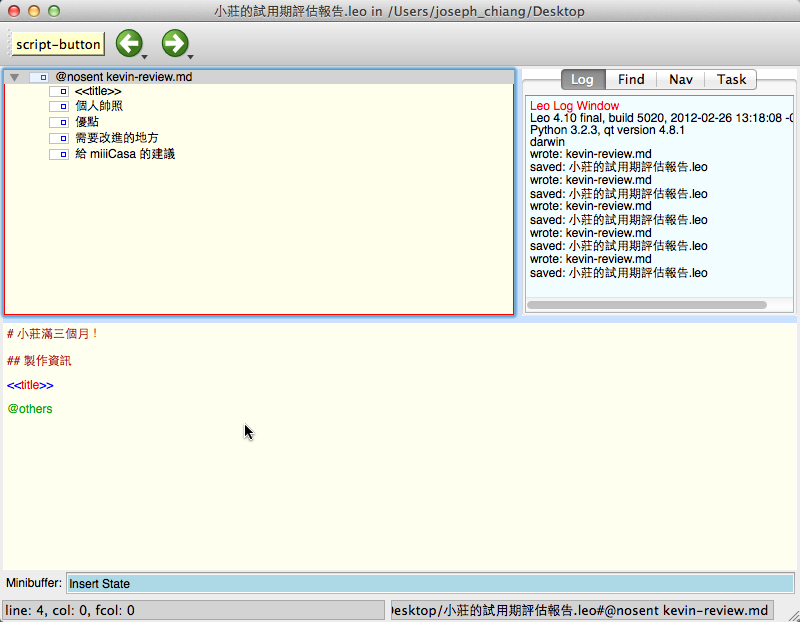 小莊的試用期評估報告.leo in /Users/joseph_chiang/Desktop
script-button
@nosent kevin-review.md
<<title>>
個人帥照
優點
需要改進的地方
給 miiiCasa 的建議
Log Find Nav Task
Leo Log Window
Leo 4.10 final, build 5020, 2012-02-26 13:18:08 -0
Python 3.2.3, qt version 4.8.1
darwin
wrote: kevin-review.md
saved: 小莊的試用期評估報告.leo
wrote: kevin-review.md
saved: 小莊的試用期評估報告.leo
wrote: kevin-review.md
saved: 小莊的試用期評估報告.leo
wrote: kevin-review.md
saved: 小莊的試用期評估報告.leo
wrote: kevin-review.md
saved: 小莊的試用期評估報告.leo
# 小莊滿三個月！
## 製作資訊
<<title>>
@others
Minibuffer: Insert State
line: 4, col: 0, fcol: 0
Desktop/小莊的試用期評估報告.leo#@nosent kevin-review.md